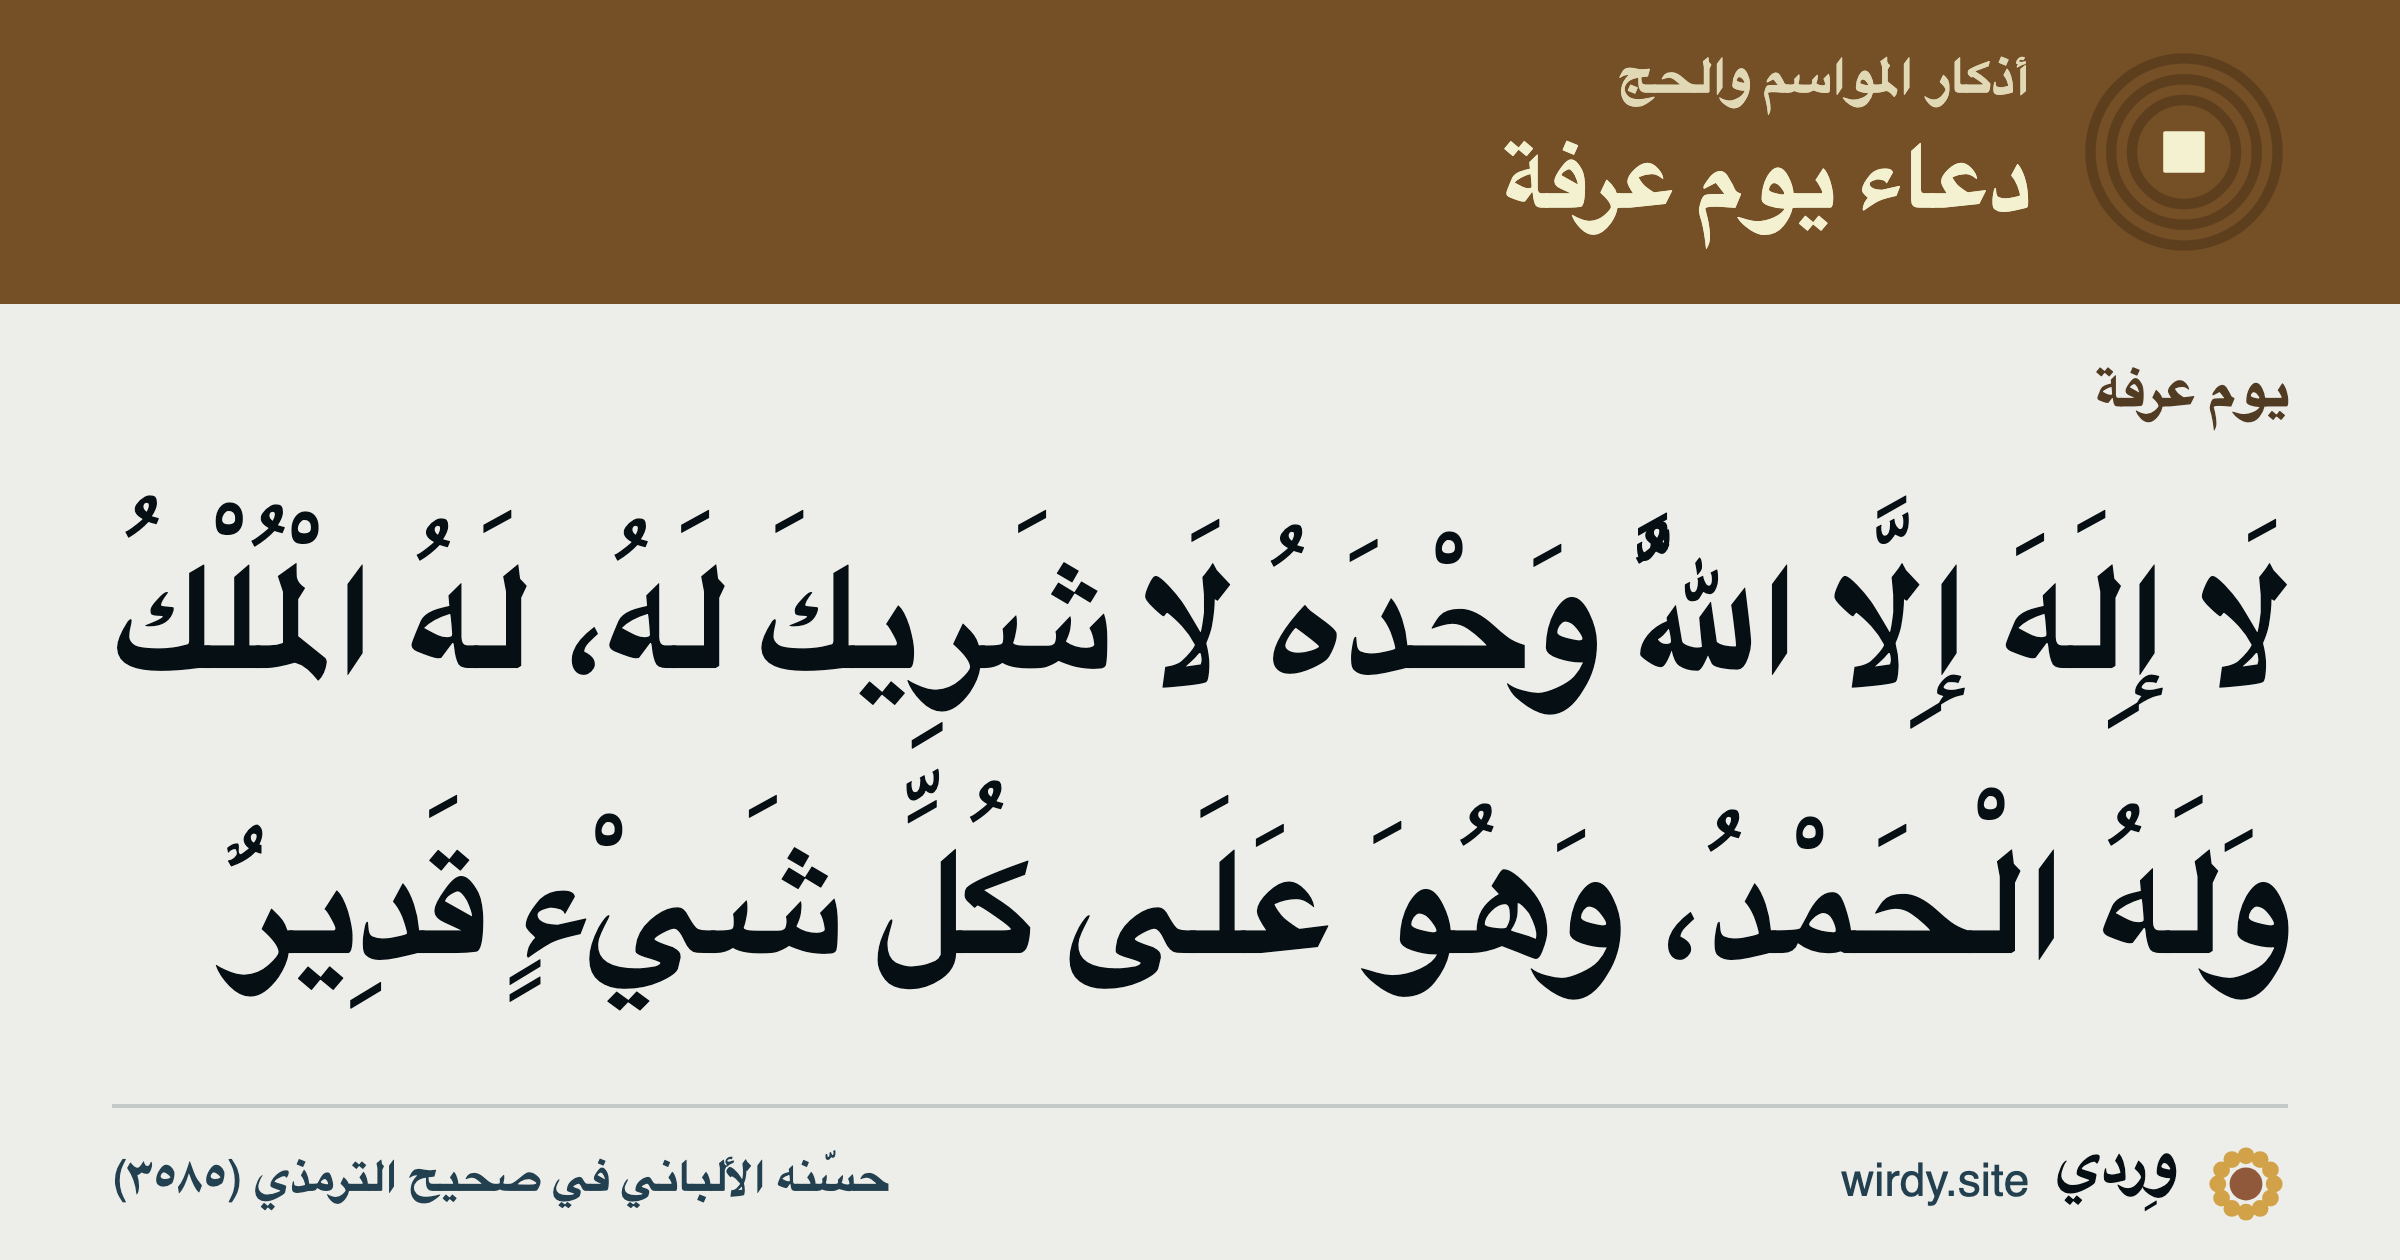 أذكار المواسم والحج
دعاء يوم عرفة
يوم عرفة
لَا إِلَهَ إِلَّا اللهُ وَحْدَهُ لَا شَرِيكَ لَهُ، لَهُ الْمُلْكُ
وَلَهُ الْحَمْدُ، وَهُوَ عَلَى كُلِّ شَيْءٍ قَدِيرٌ
وِردي wirdy.site
حسّنه الألباني في صحيح الترمذي (٣٥٨٥)